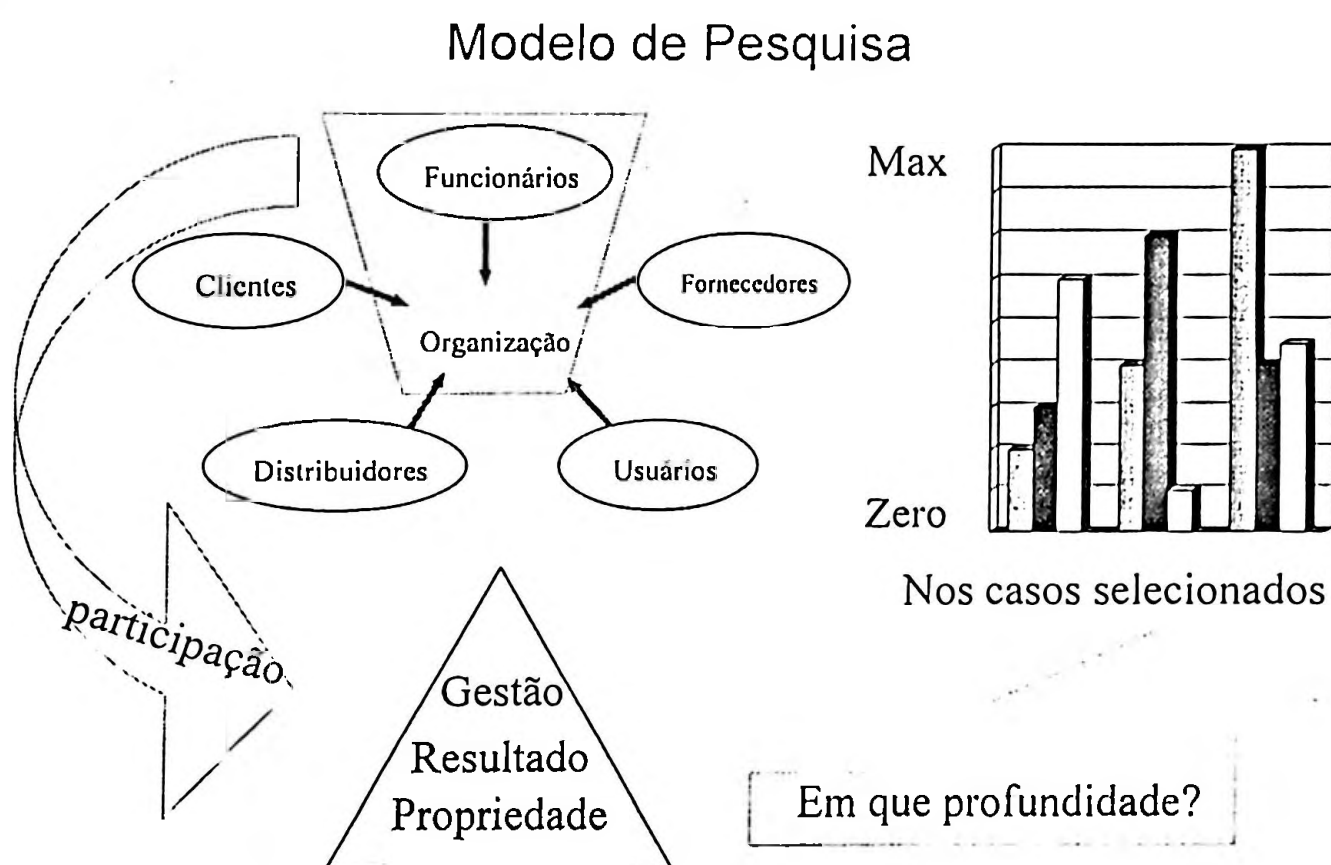 Modelo de Pesquisa
Funcionários
Clientes
Fornecedores
Organização
Distribuidores
Usuários
participação
Gestão
Resultado
Propriedade
Max
Zero
Nos casos selecionados
Em que profundidade?